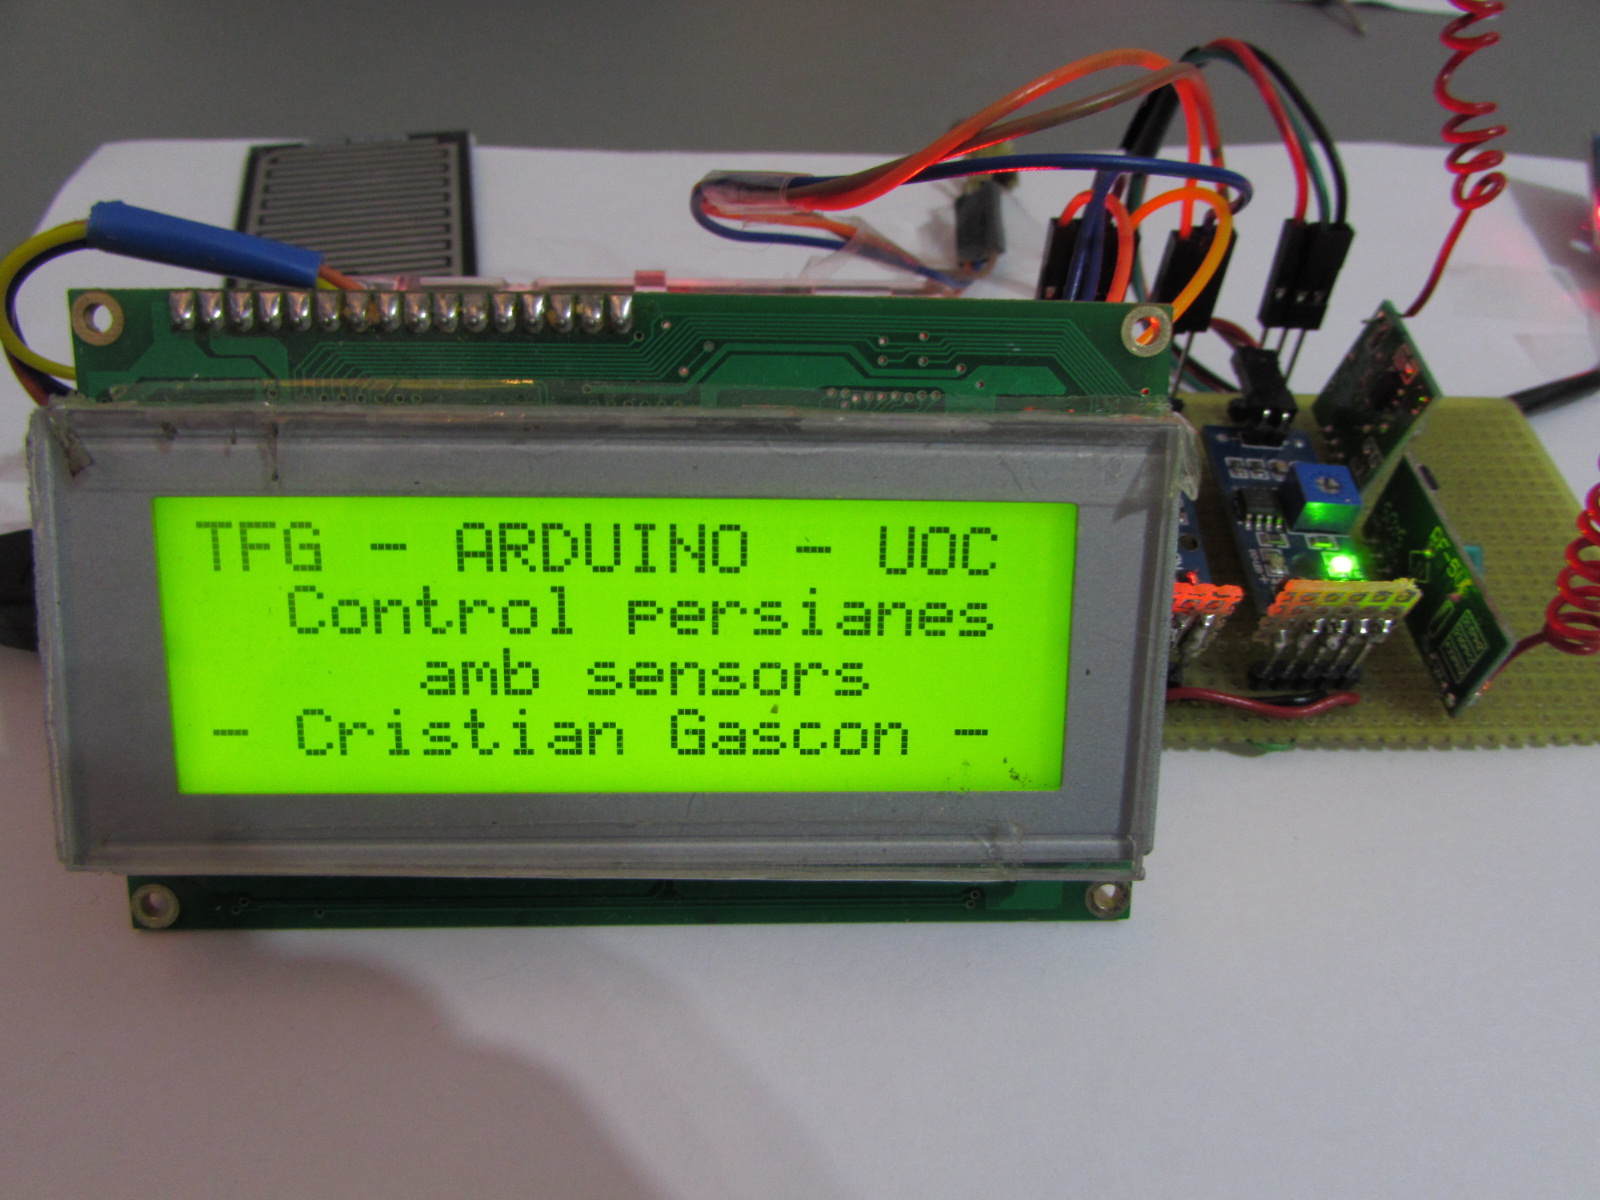 TFG - ARDUINO - UOC
Control persianes
amb sensors
- Cristian Gascon -